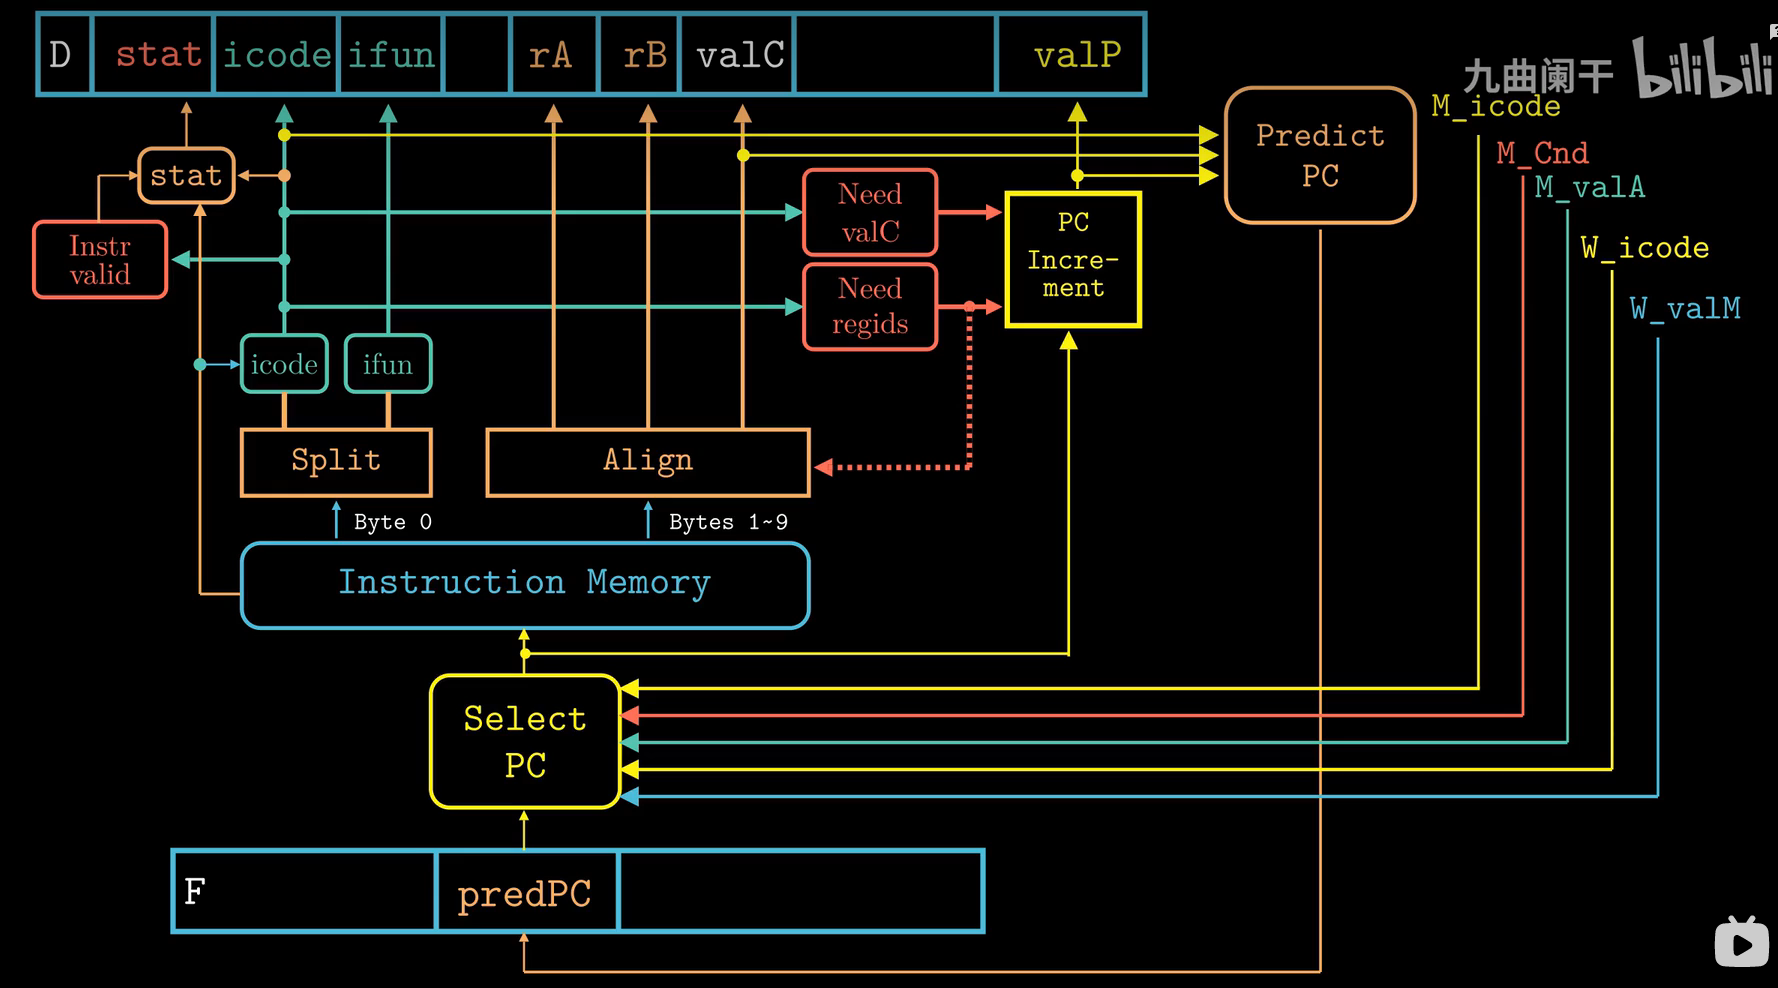 D stat icode ifun rA rB valC valP
九曲阑干 bilibili
M_icode
Predict
PC
M_Cnd
stat
M_valA
Need
valC
PC
Incre-
ment
Instr
valid
W_icode
Need
regids
W_valM
icode ifun
Split Align
Byte 0 Bytes 1~9
Instruction Memory
Select
PC
F predPC